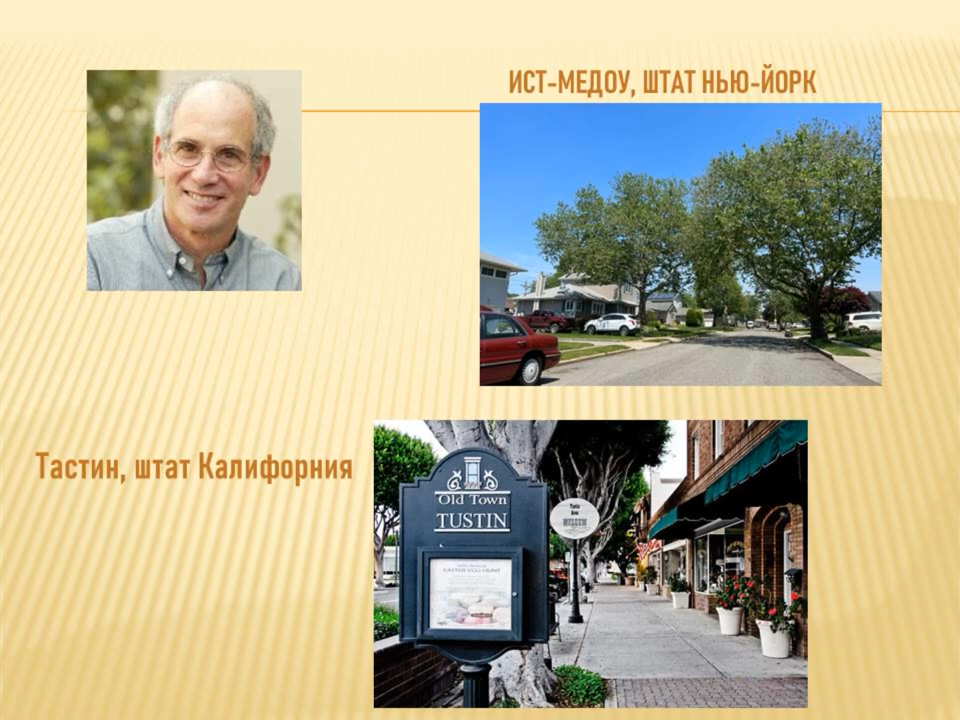 ИСТ-МЕДОУ, ШТАТ НЬЮ-ЙОРК
Тастин, штат Калифорния
Old Town
TUSTIN
EASTER EGG HUNT
MUSEUM